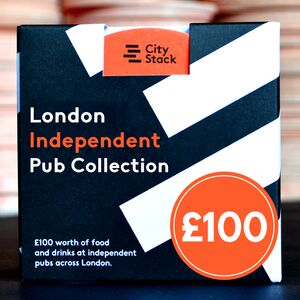 City
Stack
London
Independent
Pub Collection
£100 worth of food
and drinks at independent
pubs across London.
£100